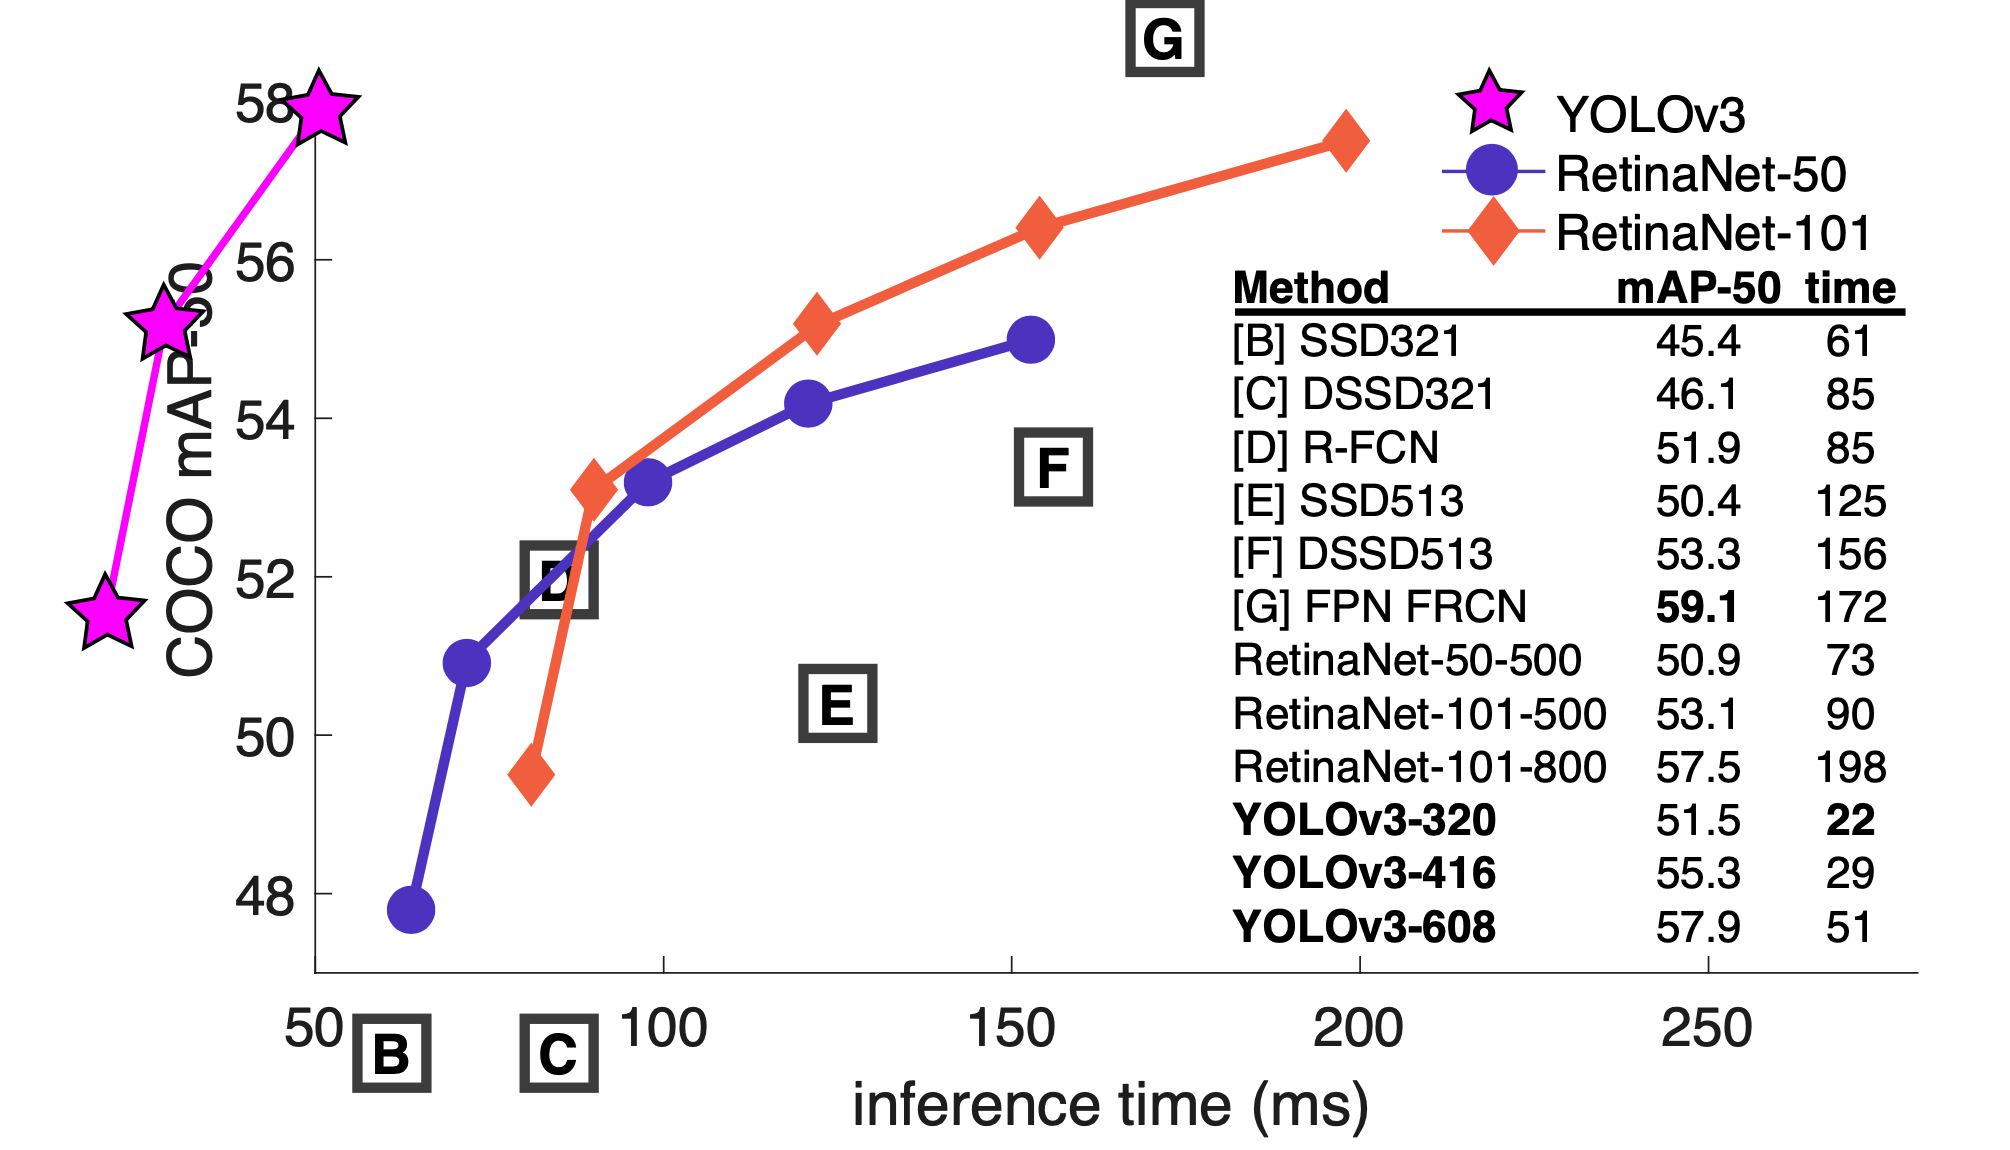 G
58
56
54
52
50
48
COCO mAP-50
D
F
E
B
C
50 100 150 200 250
inference time (ms)
YOLOv3
RetinaNet-50
RetinaNet-101
Method mAP-50 time
[B] SSD321 45.4 61
[C] DSSD321 46.1 85
[D] R-FCN 51.9 85
[E] SSD513 50.4 125
[F] DSSD513 53.3 156
[G] FPN FRCN 59.1 172
RetinaNet-50-500 50.9 73
RetinaNet-101-500 53.1 90
RetinaNet-101-800 57.5 198
YOLOv3-320 51.5 22
YOLOv3-416 55.3 29
YOLOv3-608 57.9 51